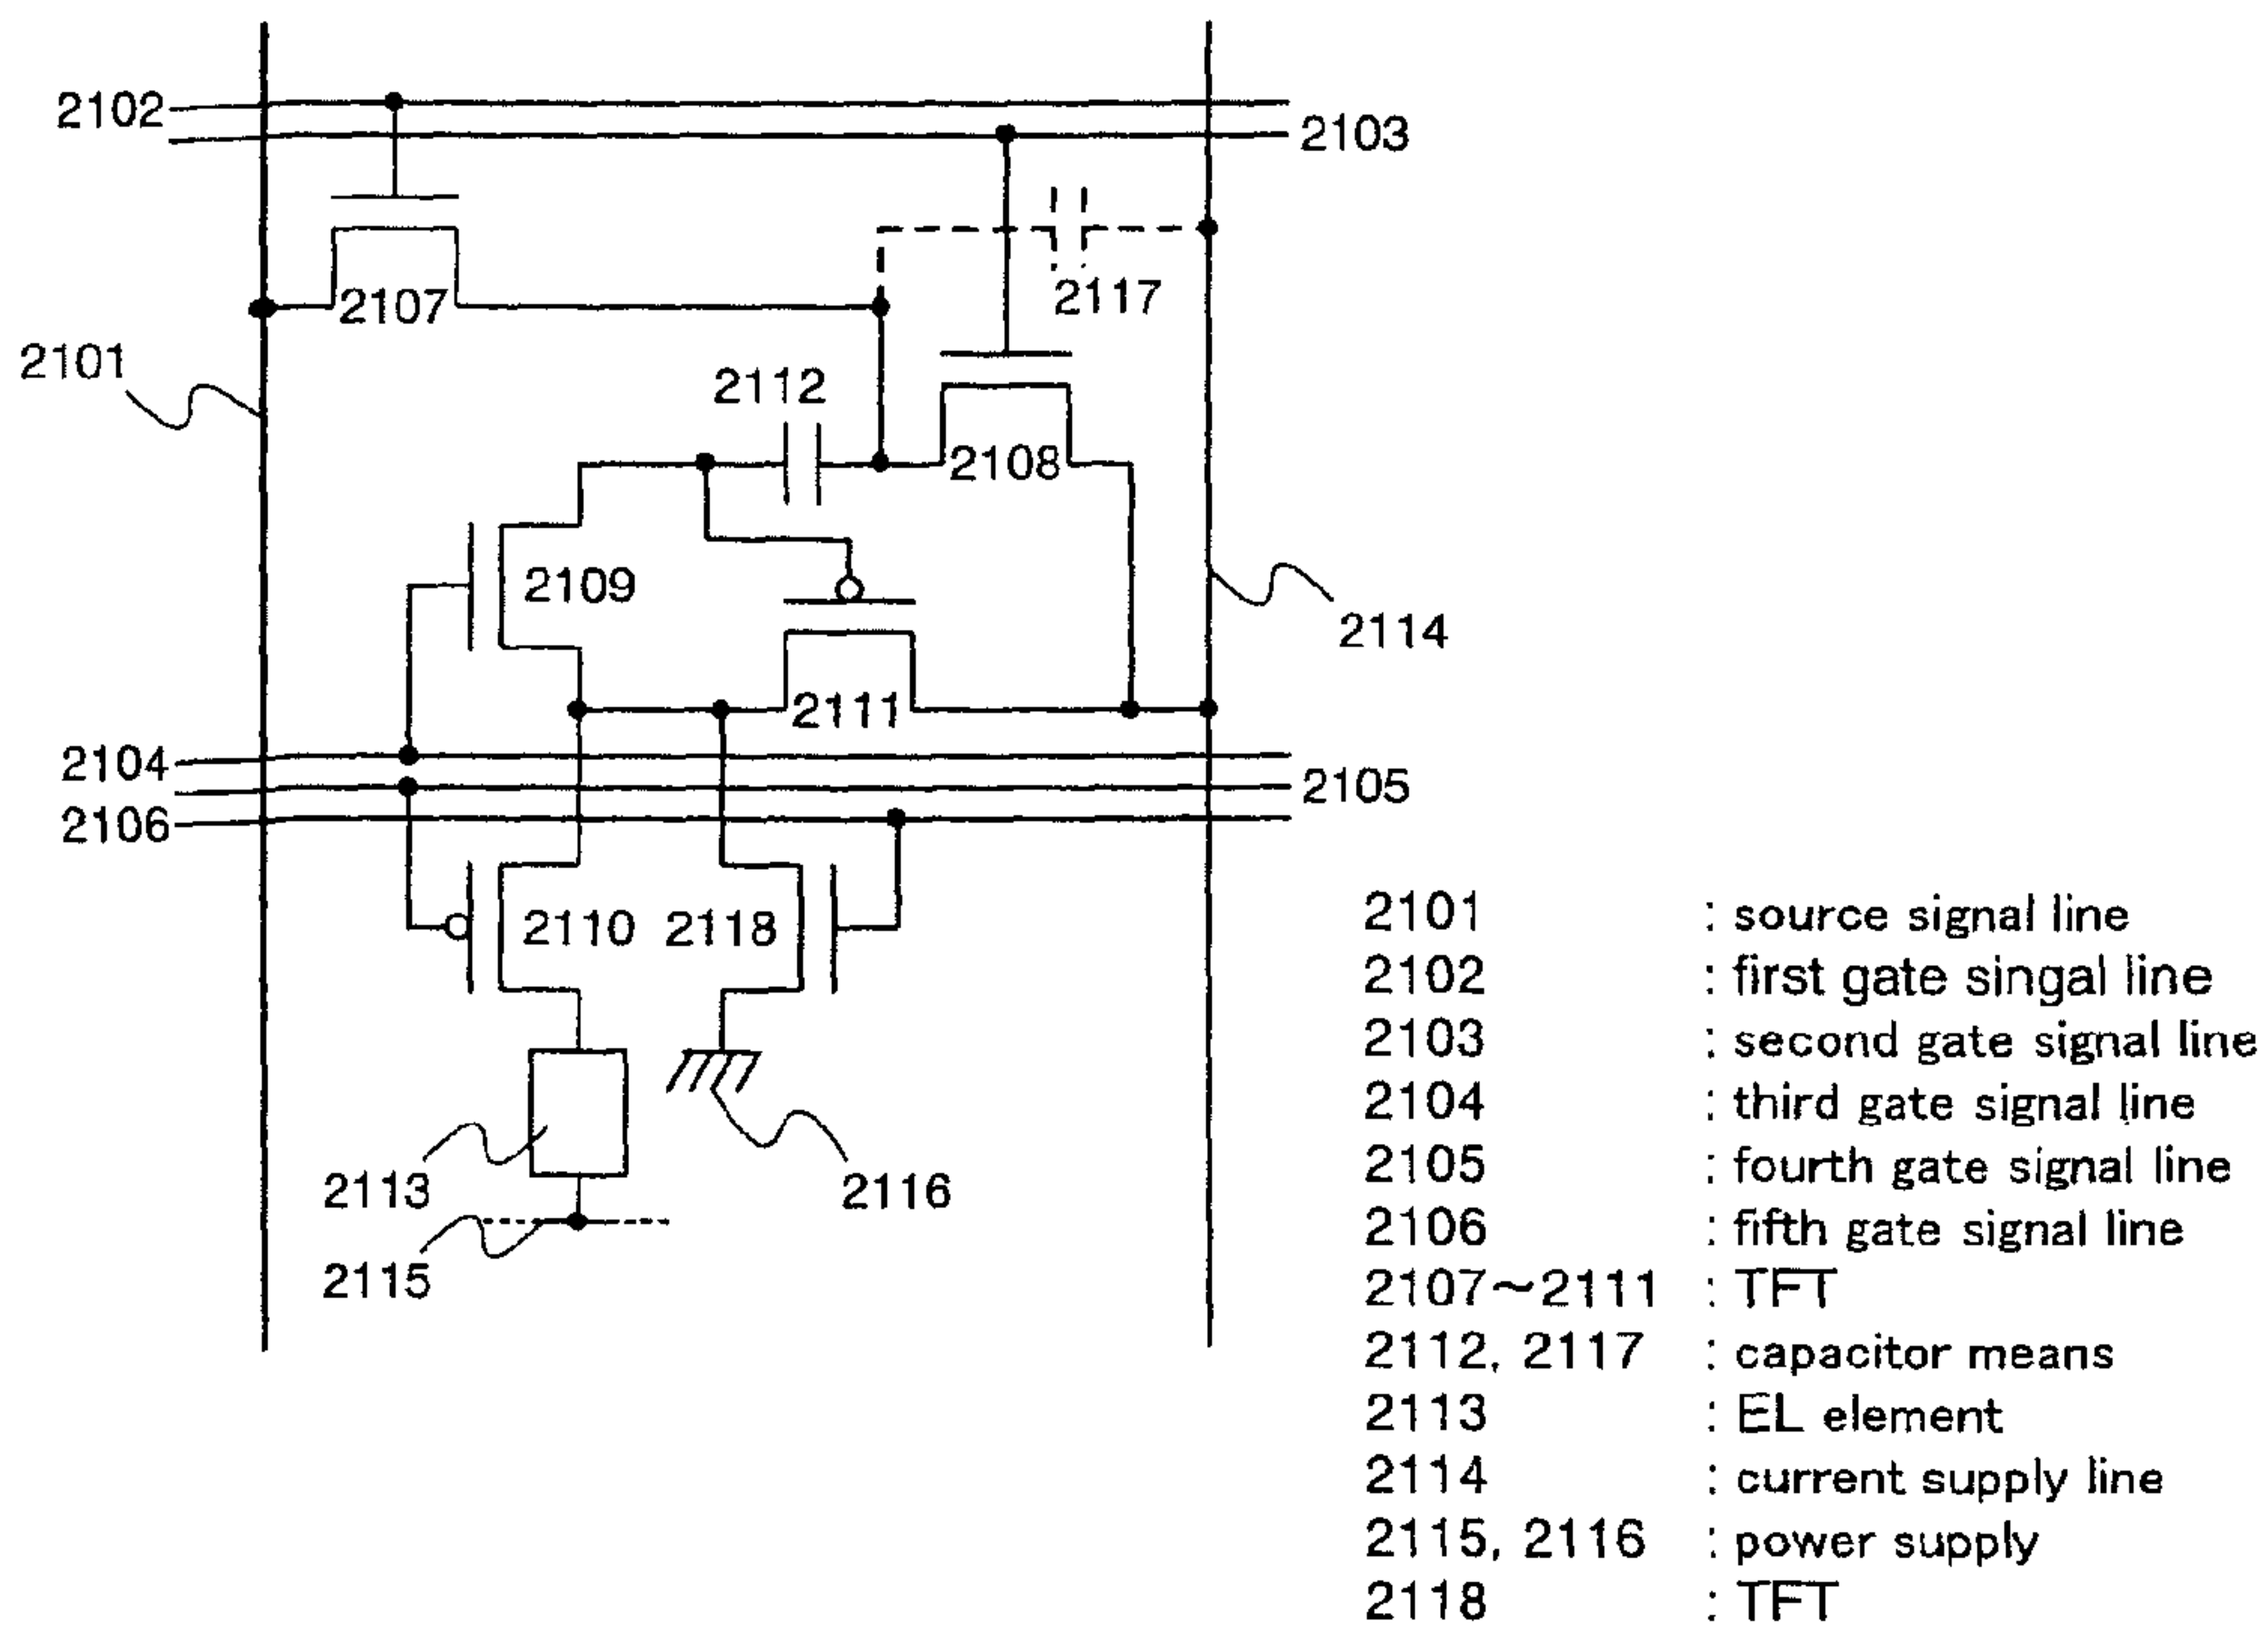 2102
2103
2117
2107
2101
2112
2108
2109
2114
2111
2104
2105
2106
2110
2118
2113
2116
2115
2101 : source signal line
2102 : first gate singal line
2103 : second gate signal line
2104 : third gate signal line
2105 : fourth gate signal line
2106 : fifth gate signal line
2107～2111 : TFT
2112, 2117 : capacitor means
2113 : EL element
2114 : current supply line
2115, 2116 : power supply
2118 : TFT